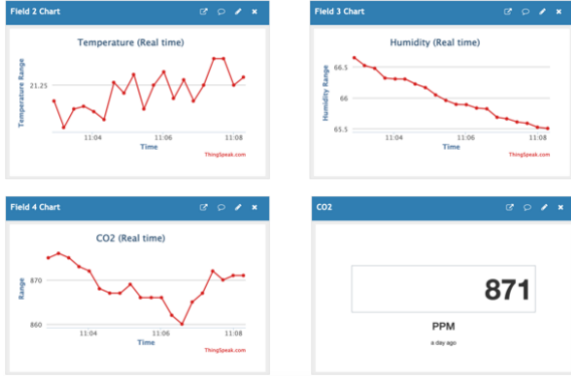 Field 2 Chart
Temperature (Real time)
Temperature Range
21.25
11:04 11:06 11:08
Time
ThingSpeak.com
Field 3 Chart
Humidity (Real time)
Humidity Range
66.5
66
65.5
11:04 11:06 11:08
Time
ThingSpeak.com
Field 4 Chart
CO2 (Real time)
Range
870
860
11:04 11:06 11:08
Time
ThingSpeak.com
CO2
871
PPM
a day ago